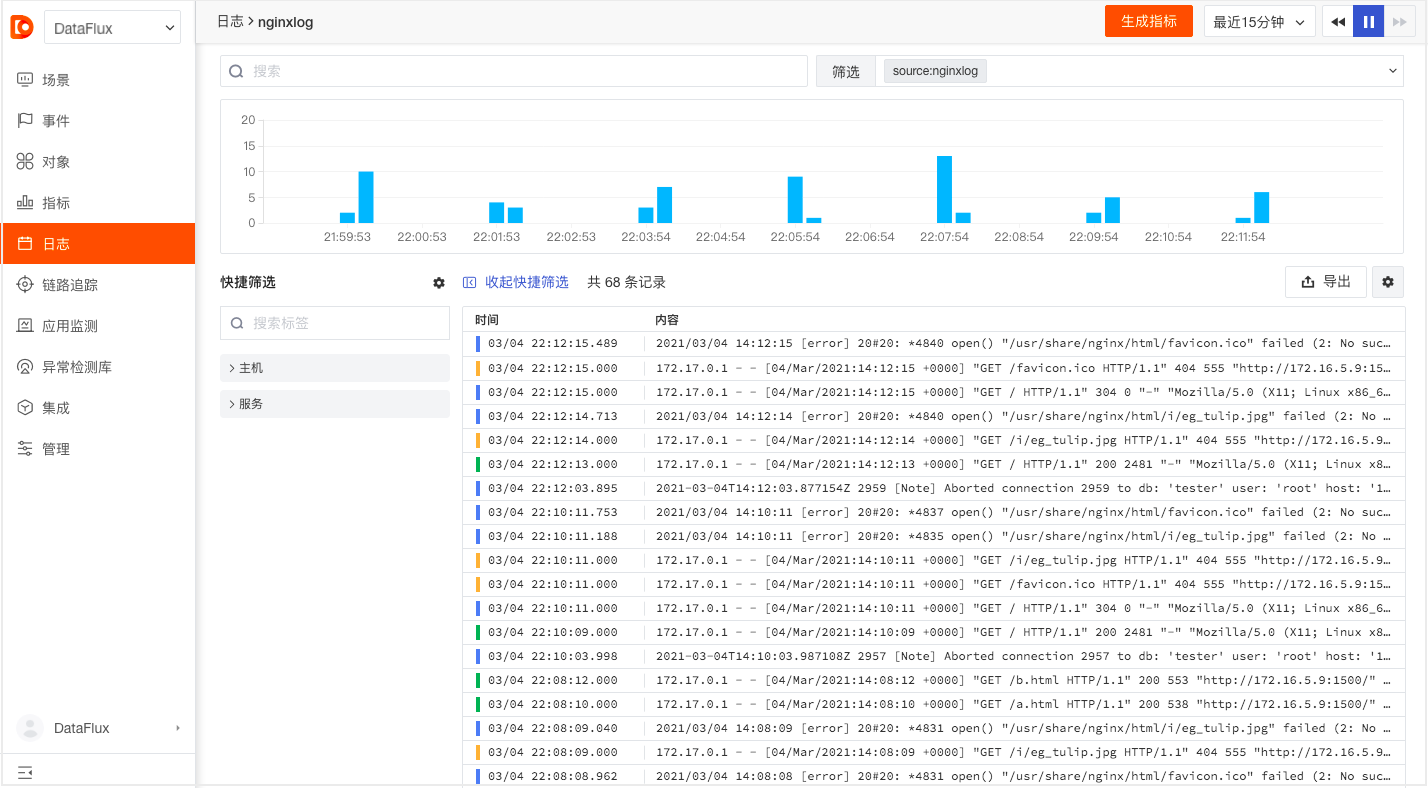 DataFlux
日志 > nginxlog
生成指标
最近15分钟
场景
事件
对象
指标
日志
链路追踪
应用监测
异常检测库
集成
管理
DataFlux
搜索
筛选
source:nginxlog
20
15
10
5
0
21:59:53 22:00:53 22:01:53 22:02:53 22:03:54 22:04:54 22:05:54 22:06:54 22:07:54 22:08:54 22:09:54 22:10:54 22:11:54
快捷筛选
搜索标签
> 主机
> 服务
收起快捷筛选 共 68 条记录
导出
时间 内容
03/04 22:12:15.489 2021/03/04 14:12:15 [error] 20#20: *4840 open() "/usr/share/nginx/html/favicon.ico" failed (2: No suc…
03/04 22:12:15.000 172.17.0.1 - - [04/Mar/2021:14:12:15 +0000] "GET /favicon.ico HTTP/1.1" 404 555 "http://172.16.5.9:15…
03/04 22:12:15.000 172.17.0.1 - - [04/Mar/2021:14:12:15 +0000] "GET / HTTP/1.1" 304 0 "-" "Mozilla/5.0 (X11; Linux x86_6…
03/04 22:12:14.713 2021/03/04 14:12:14 [error] 20#20: *4840 open() "/usr/share/nginx/html/i/eg_tulip.jpg" failed (2: No …
03/04 22:12:14.000 172.17.0.1 - - [04/Mar/2021:14:12:14 +0000] "GET /i/eg_tulip.jpg HTTP/1.1" 404 555 "http://172.16.5.9…
03/04 22:12:13.000 172.17.0.1 - - [04/Mar/2021:14:12:13 +0000] "GET / HTTP/1.1" 200 2481 "-" "Mozilla/5.0 (X11; Linux x8…
03/04 22:12:03.895 2021-03-04T14:12:03.877154Z 2959 [Note] Aborted connection 2959 to db: 'tester' user: 'root' host: '1…
03/04 22:10:11.753 2021/03/04 14:10:11 [error] 20#20: *4837 open() "/usr/share/nginx/html/favicon.ico" failed (2: No suc…
03/04 22:10:11.188 2021/03/04 14:10:11 [error] 20#20: *4835 open() "/usr/share/nginx/html/i/eg_tulip.jpg" failed (2: No …
03/04 22:10:11.000 172.17.0.1 - - [04/Mar/2021:14:10:11 +0000] "GET /i/eg_tulip.jpg HTTP/1.1" 404 555 "http://172.16.5.9…
03/04 22:10:11.000 172.17.0.1 - - [04/Mar/2021:14:10:11 +0000] "GET /favicon.ico HTTP/1.1" 404 555 "http://172.16.5.9:15…
03/04 22:10:11.000 172.17.0.1 - - [04/Mar/2021:14:10:11 +0000] "GET / HTTP/1.1" 304 0 "-" "Mozilla/5.0 (X11; Linux x86_6…
03/04 22:10:09.000 172.17.0.1 - - [04/Mar/2021:14:10:09 +0000] "GET / HTTP/1.1" 200 2481 "-" "Mozilla/5.0 (X11; Linux x8…
03/04 22:10:03.998 2021-03-04T14:10:03.987108Z 2957 [Note] Aborted connection 2957 to db: 'tester' user: 'root' host: '1…
03/04 22:08:12.000 172.17.0.1 - - [04/Mar/2021:14:08:12 +0000] "GET /b.html HTTP/1.1" 200 553 "http://172.16.5.9:1500/" …
03/04 22:08:10.000 172.17.0.1 - - [04/Mar/2021:14:08:10 +0000] "GET /a.html HTTP/1.1" 200 538 "http://172.16.5.9:1500/" …
03/04 22:08:09.040 2021/03/04 14:08:09 [error] 20#20: *4831 open() "/usr/share/nginx/html/i/eg_tulip.jpg" failed (2: No …
03/04 22:08:09.000 172.17.0.1 - - [04/Mar/2021:14:08:09 +0000] "GET /i/eg_tulip.jpg HTTP/1.1" 404 555 "http://172.16.5.9…
03/04 22:08:08.962 2021/03/04 14:08:08 [error] 20#20: *4831 open() "/usr/share/nginx/html/favicon.ico" failed (2: No suc…